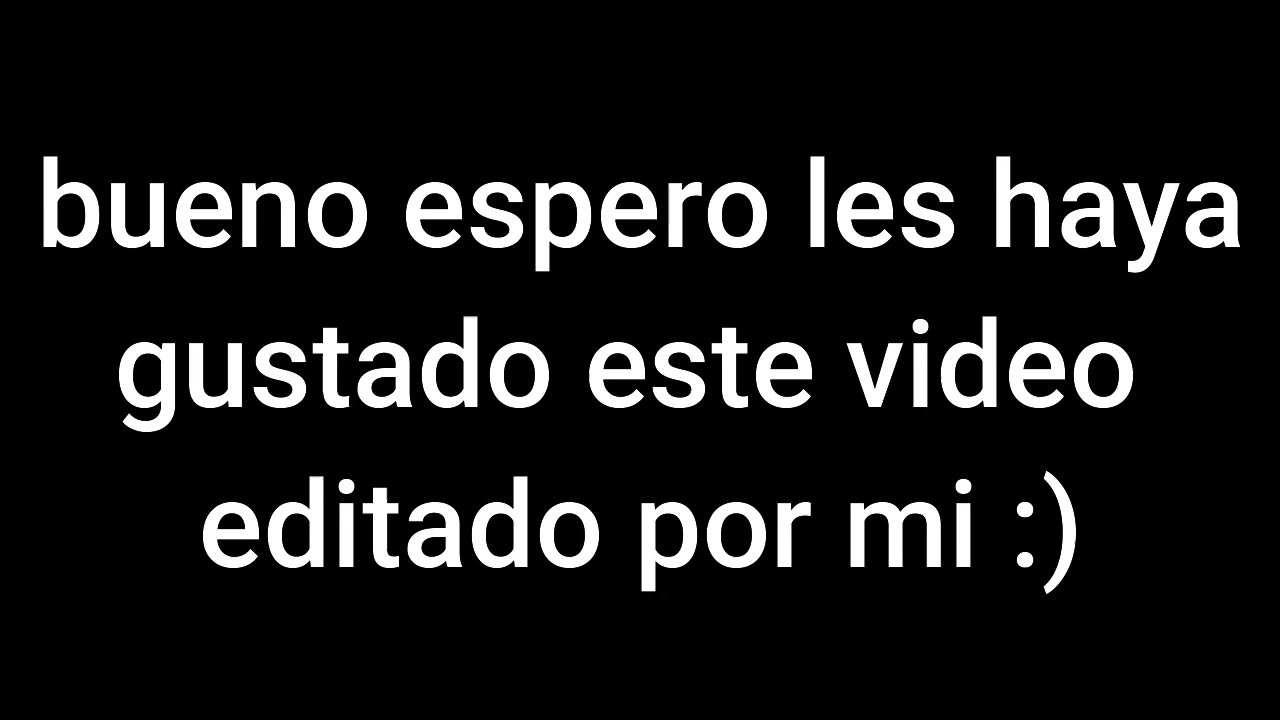 bueno espero les haya
gustado este video
editado por mi :)